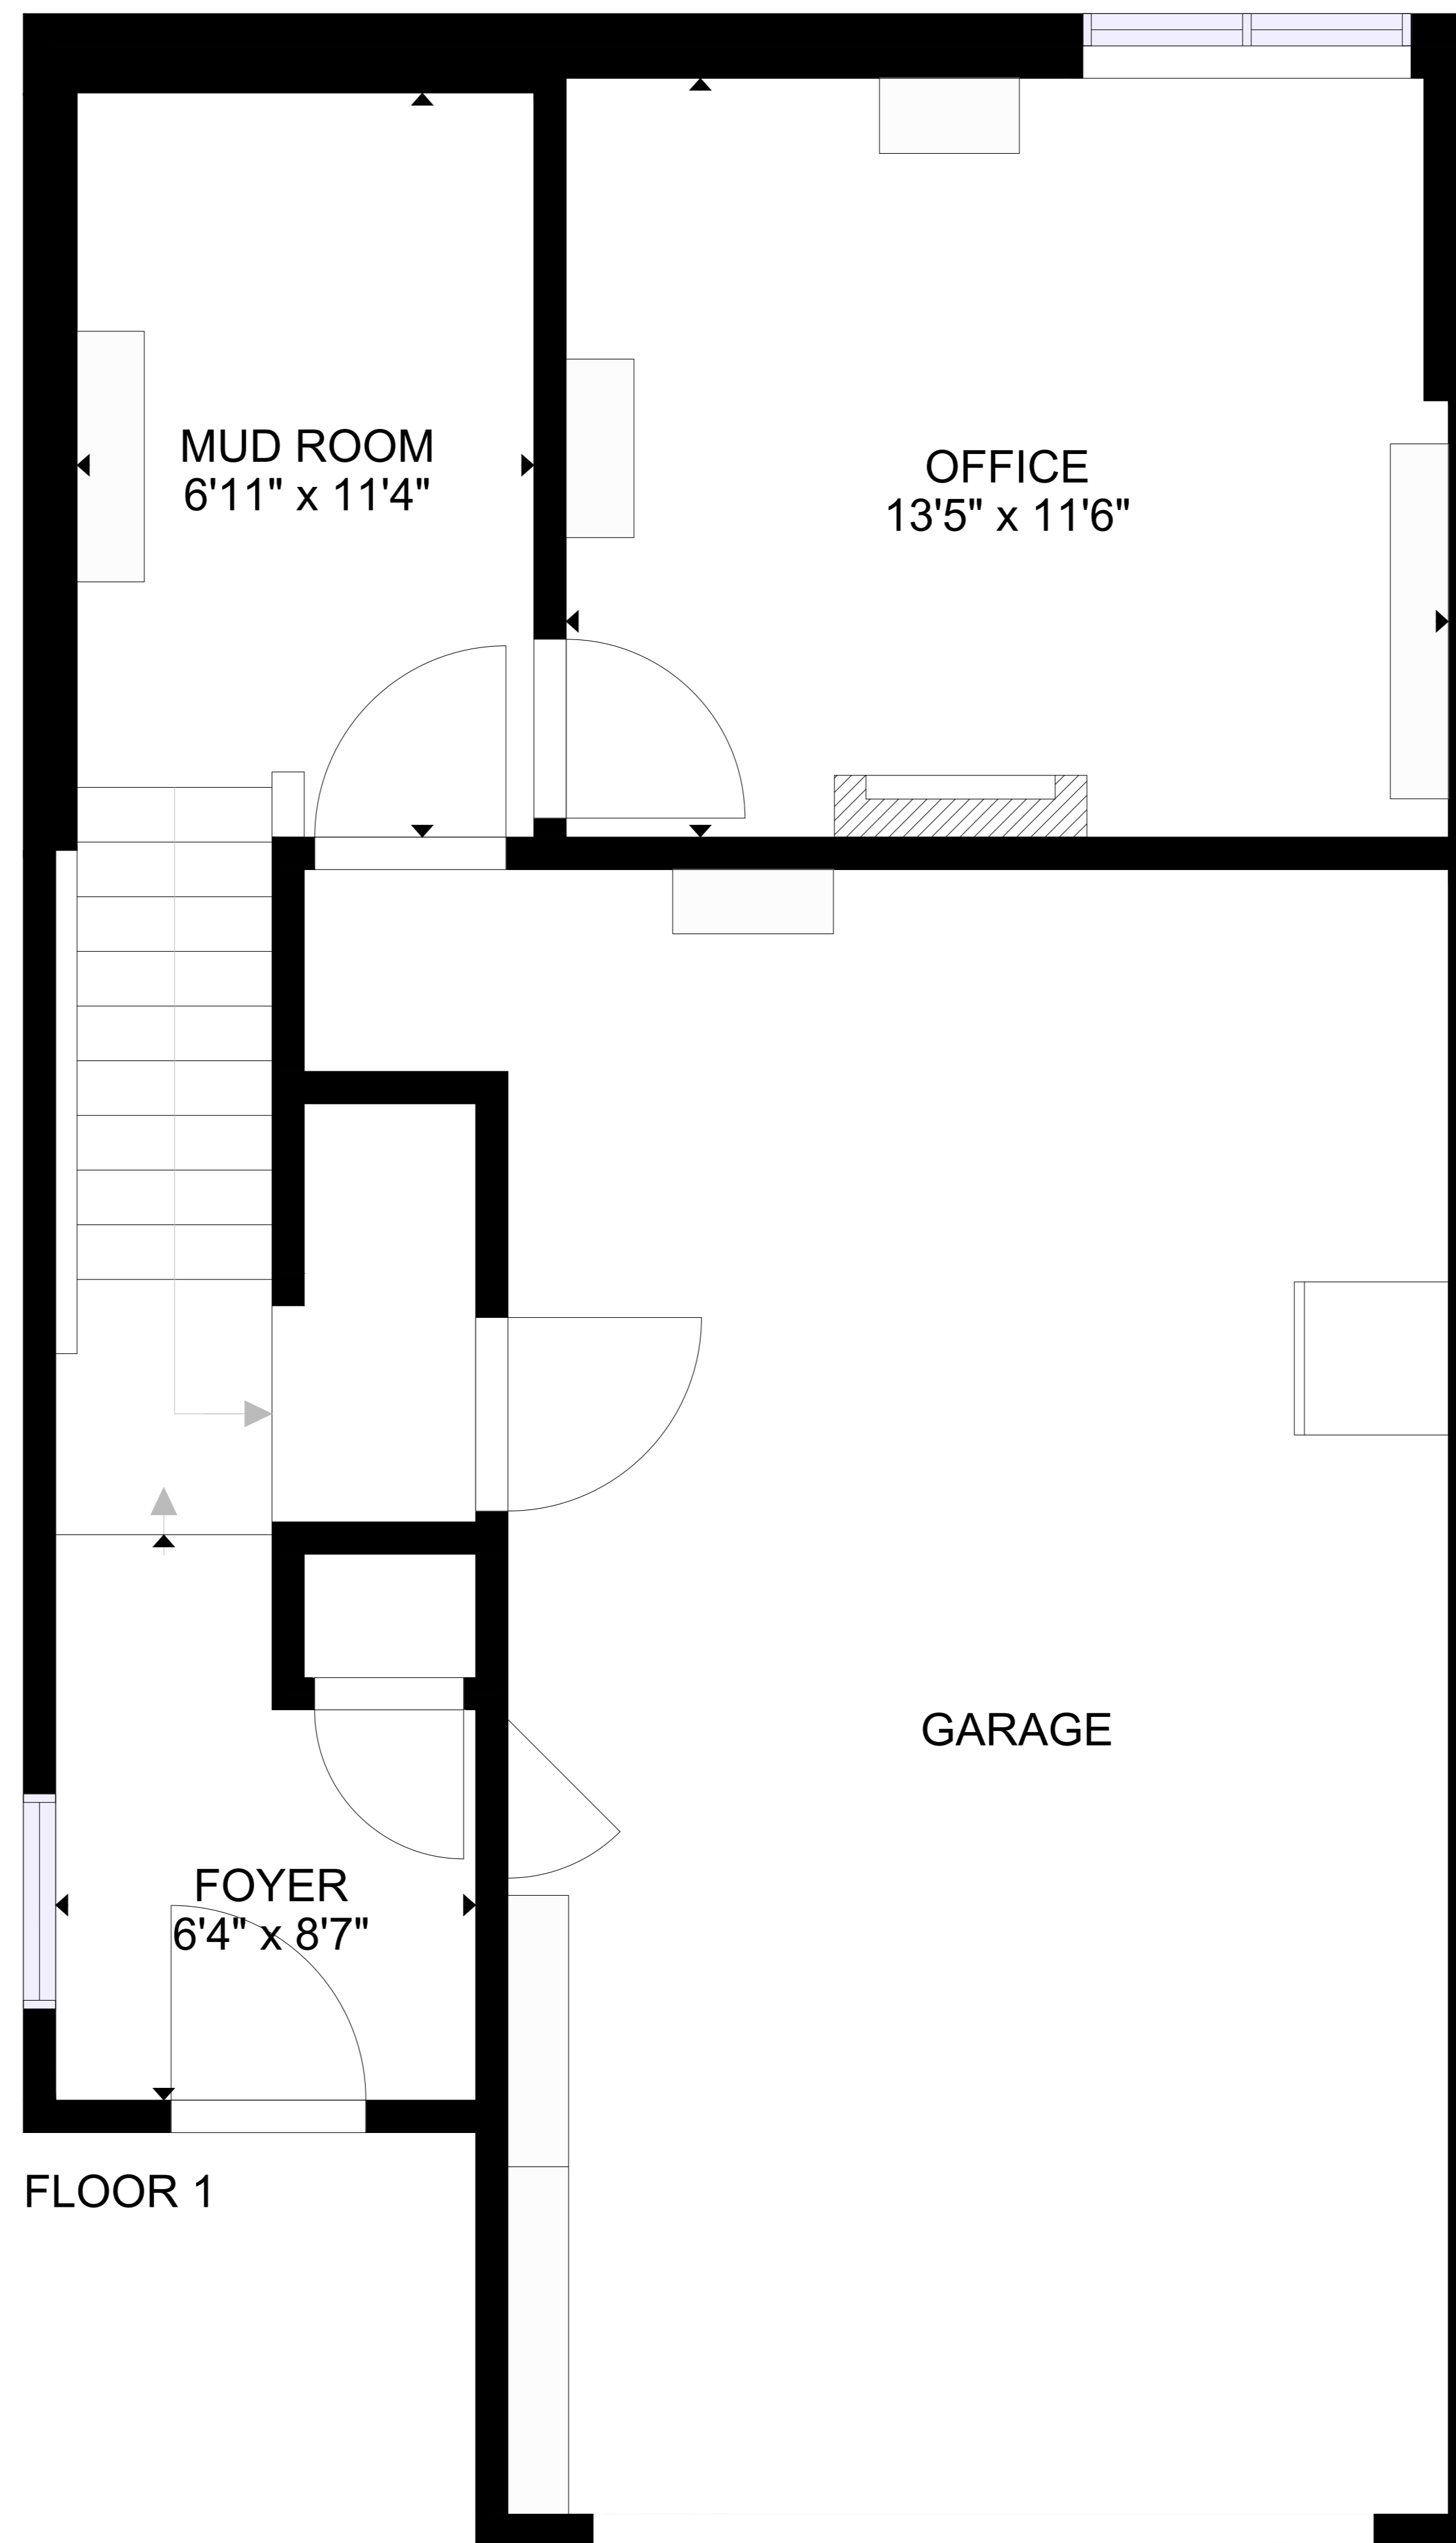 MUD ROOM
6'11" x 11'4"
OFFICE
13'5" x 11'6"
GARAGE
FOYER
6'4" x 8'7"
FLOOR 1